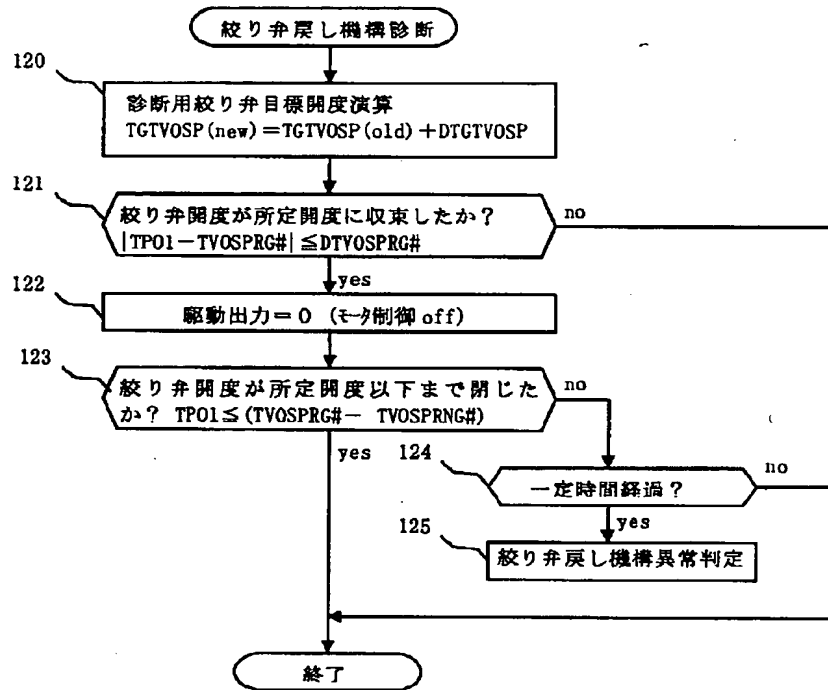 絞り弁戻し機構診断
120
診断用絞り弁目標開度演算
TGTVOSP(new)=TGTVOSP(old)+DTGTVOSP
121
絞り弁開度が所定開度に収束したか?
|TPO1-TVOSPRG#|≦DTVOSPRG#
no
yes
122
駆動出力=0 (モータ制御off)
123
絞り弁開度が所定開度以下まで閉じた
か? TPO1≦(TVOSPRG#- TVOSPRNG#)
no
yes
124
一定時間経過?
no
yes
125
絞り弁戻し機構異常判定
終了